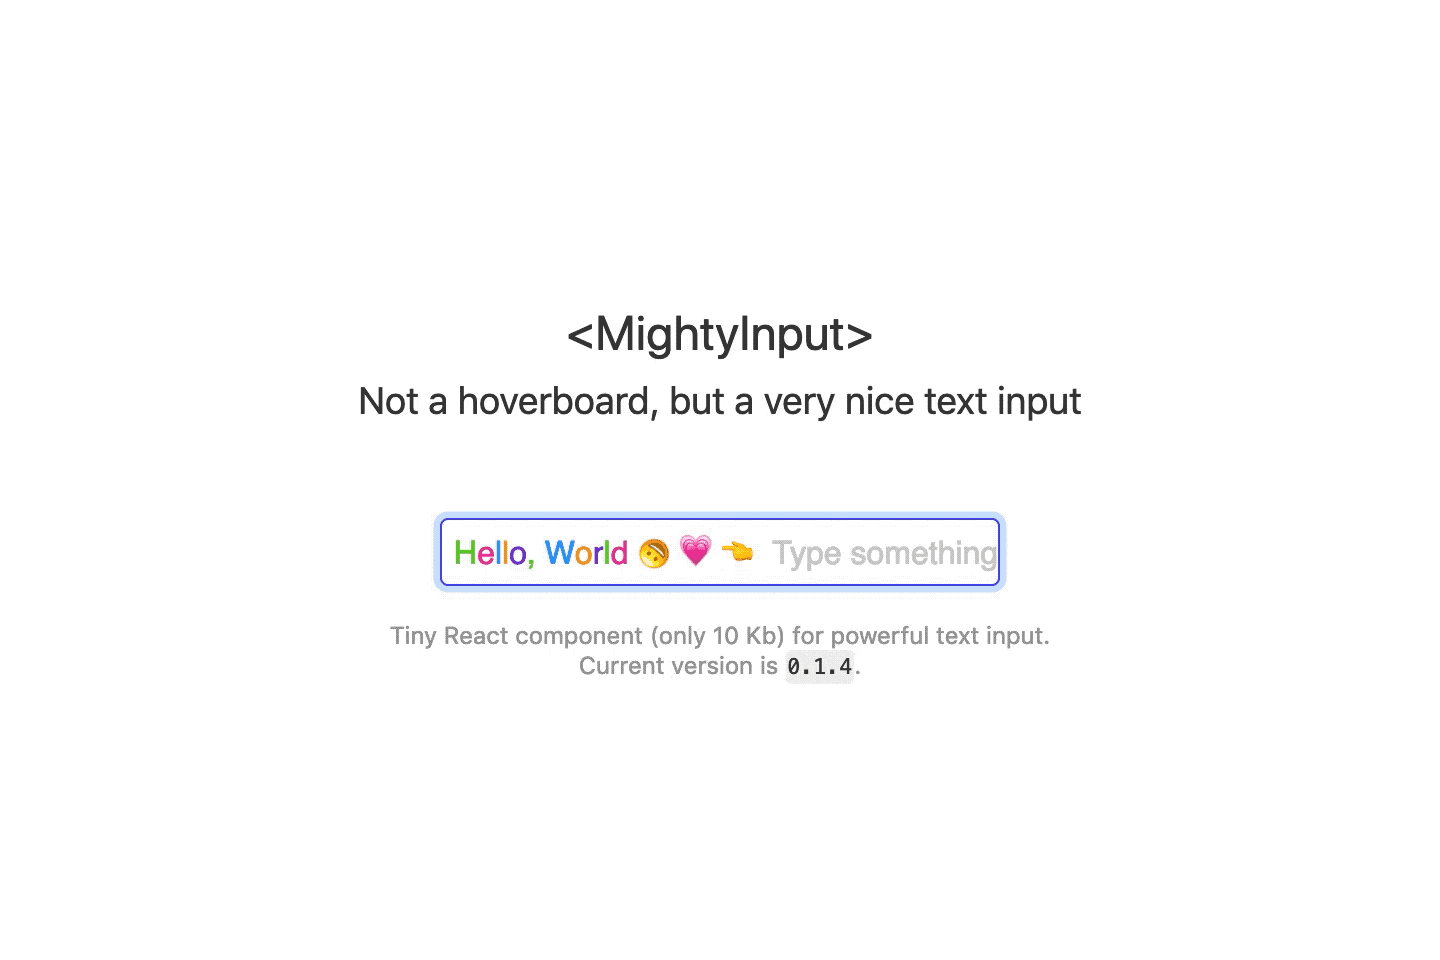 <MightyInput>
Not a hoverboard, but a very nice text input
Hello, World 🤕 💗 👈 Type something
Tiny React component (only 10 Kb) for powerful text input.
Current version is 0.1.4.